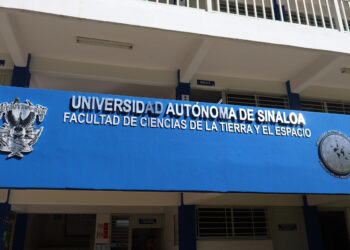 UNIVERSIDAD AUTÓNOMA DE SINALOA
FACULTAD DE CIENCIAS DE LA TIERRA Y EL ESPACIO